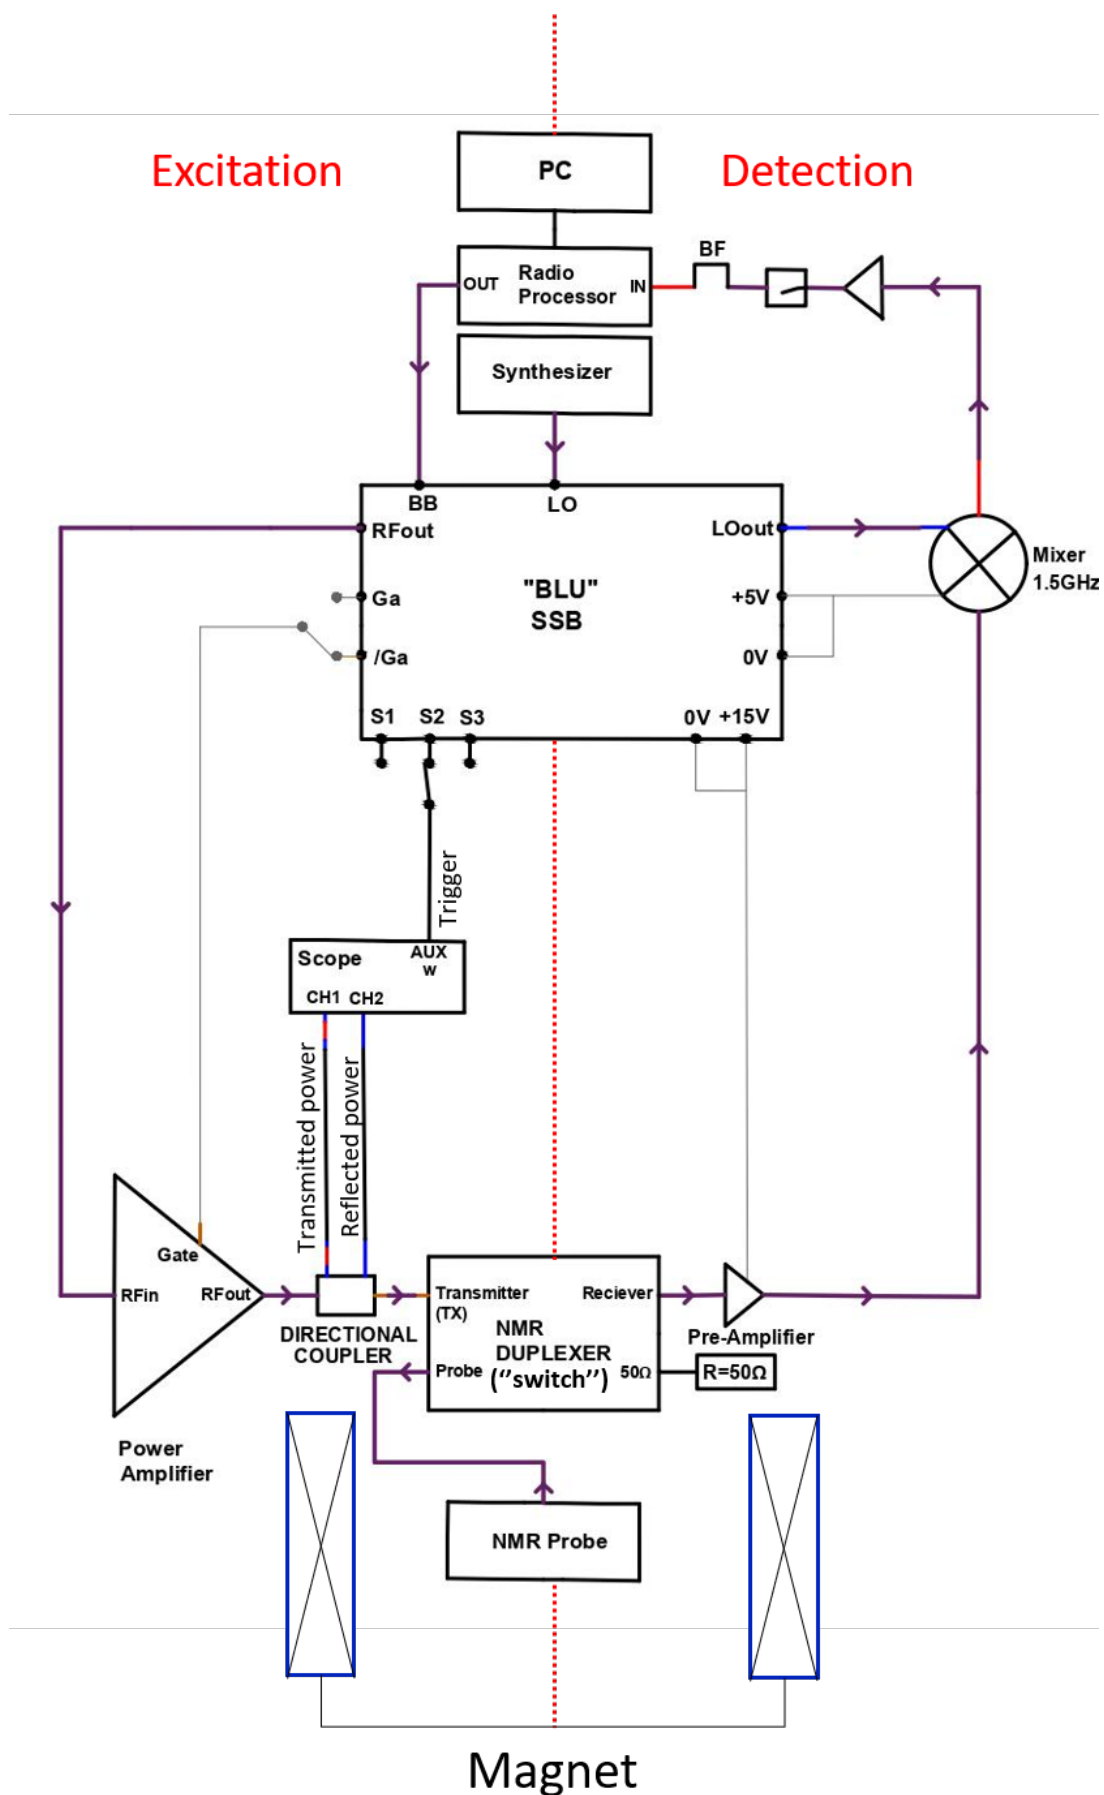 Excitation
Detection
PC
BF
OUT
Radio
Processor
IN
Synthesizer
BB
LO
RFout
LOout
Mixer
1.5GHz
"BLU"
SSB
Ga
+5V
/Ga
0V
S1
S2
S3
0V
+15V
Trigger
Scope
AUX
W
CH1
CH2
Transmitted power
Reflected power
Gate
RFin
RFout
DIRECTIONAL
COUPLER
Transmitter
(TX)
Reciever
NMR
DUPLEXER
(''switch'')
Probe
50Ω
Pre-Amplifier
R=50Ω
Power
Amplifier
NMR Probe
Magnet